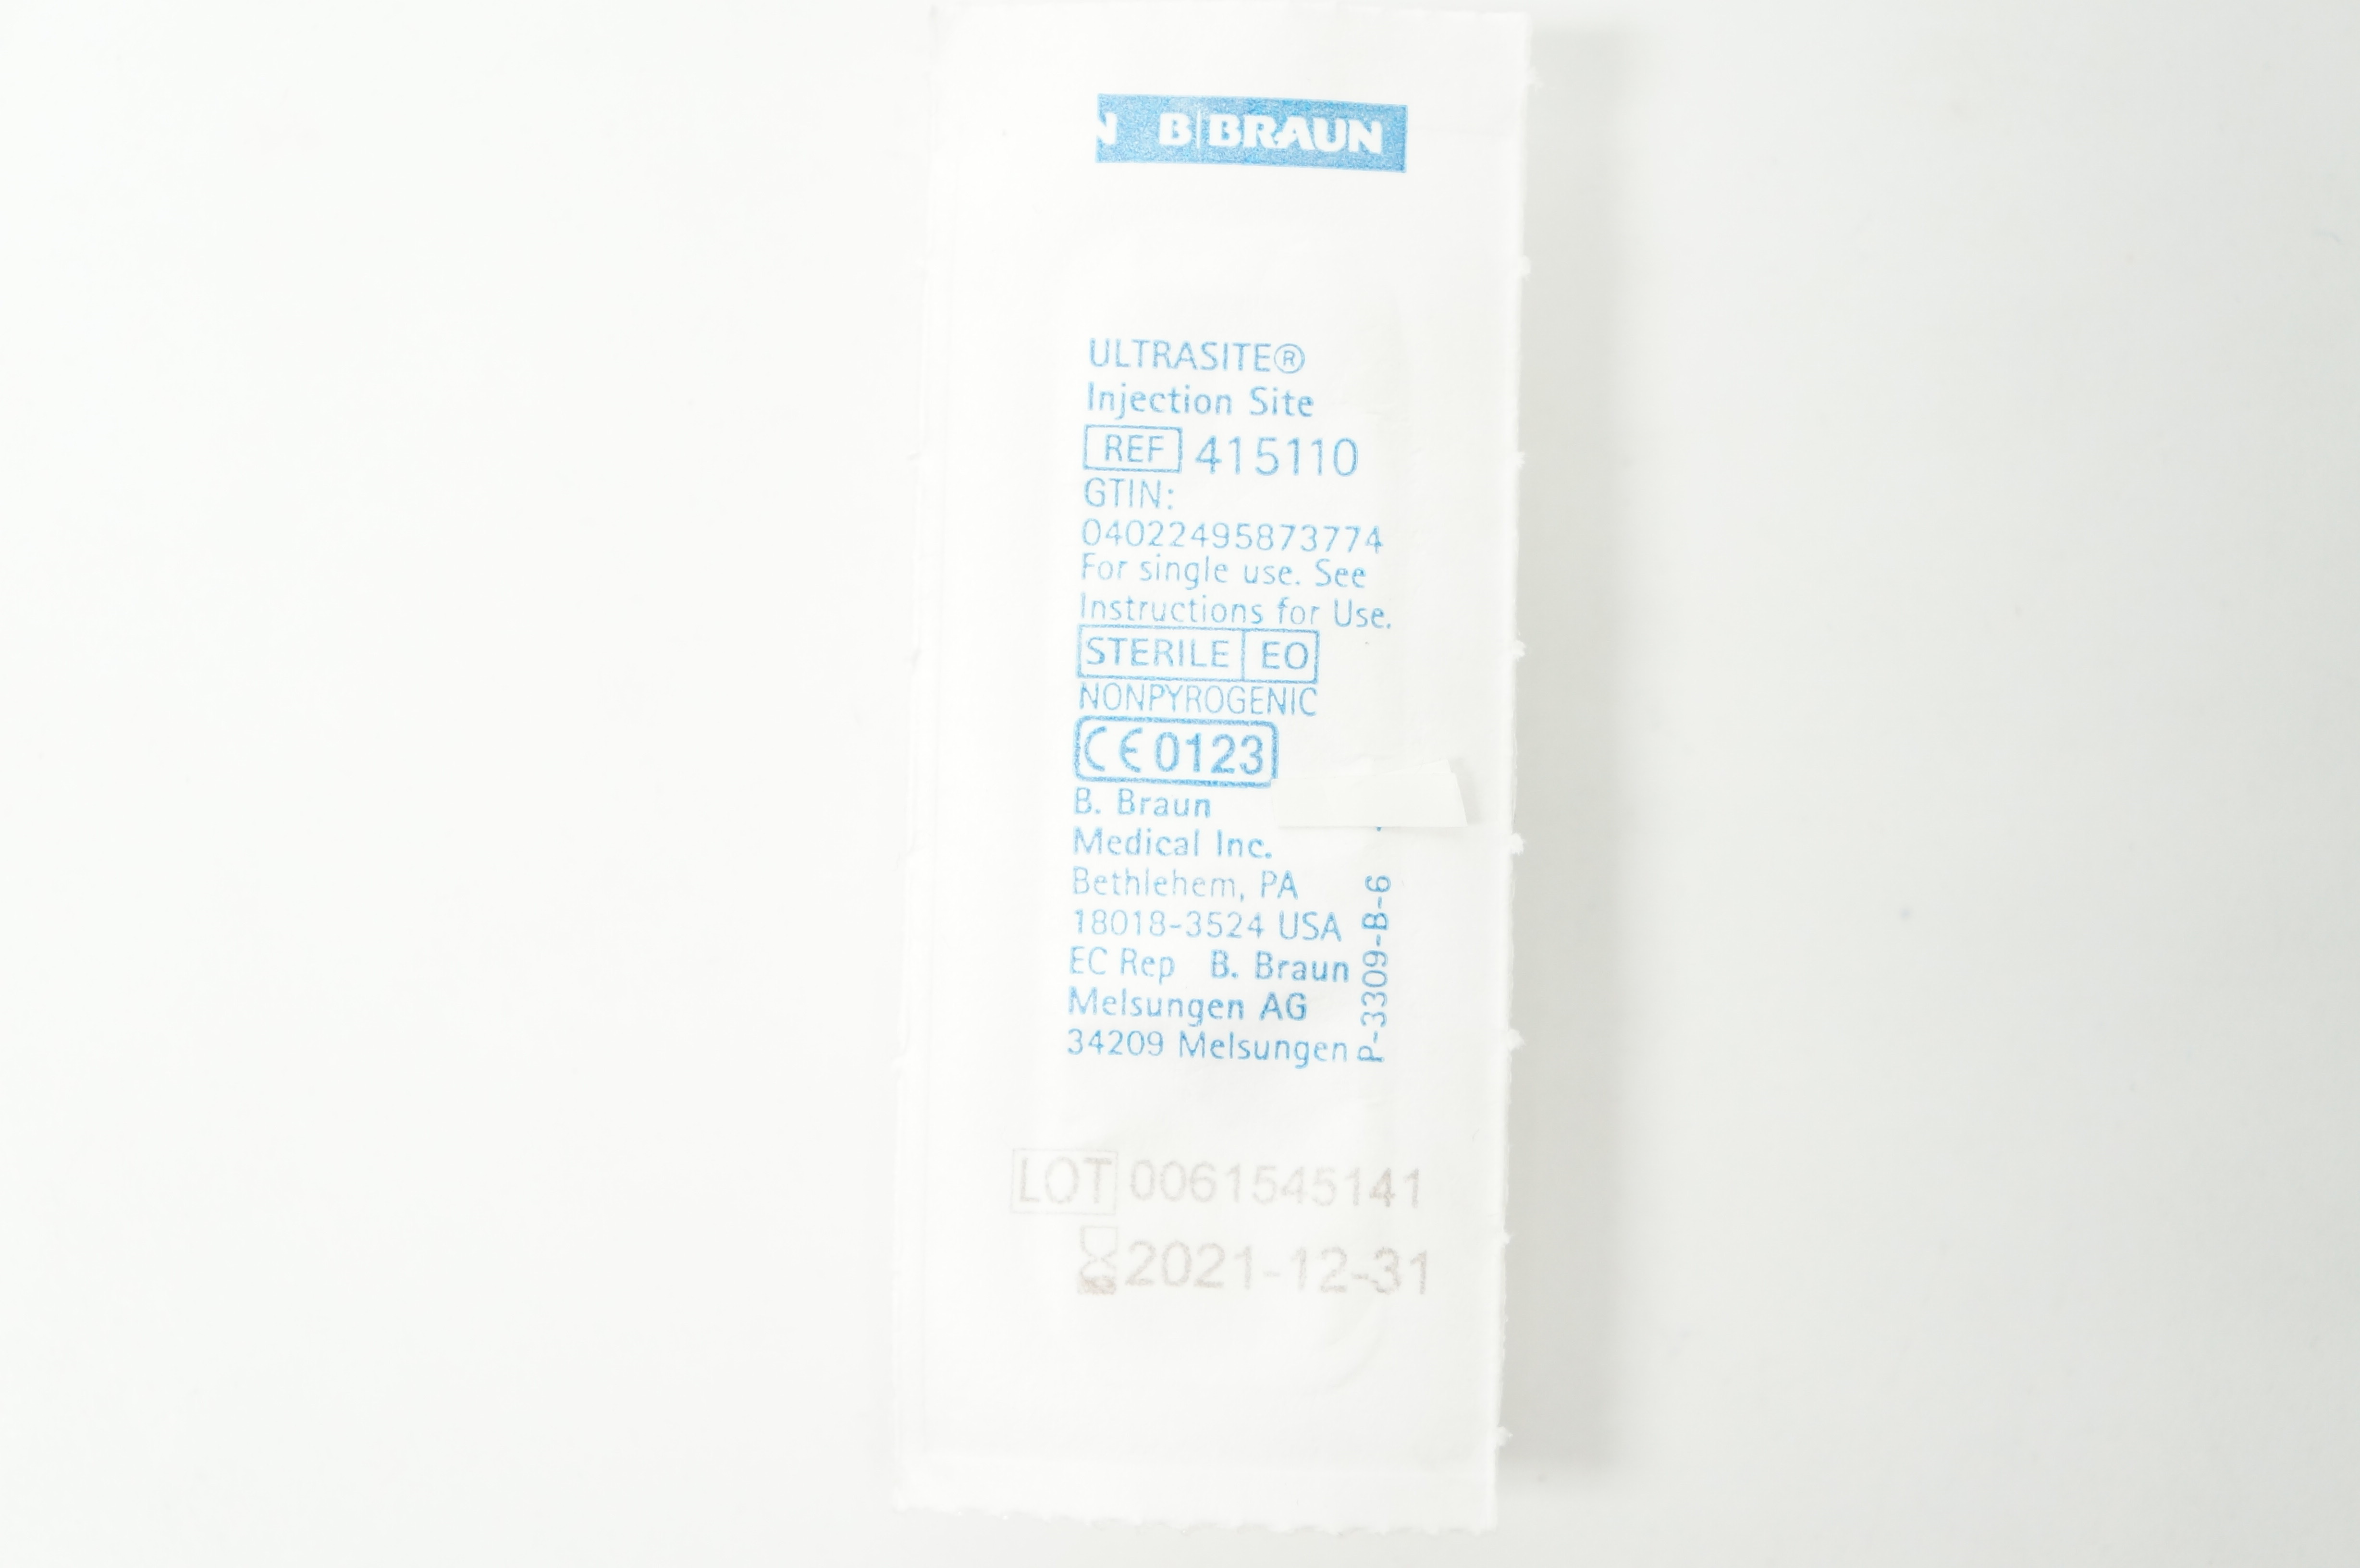 N B|BRAUN
ULTRASITE®
Injection Site
REF 415110
GTIN:
04022495873774
For single use. See
Instructions for Use.
STERILE EO
NONPYROGENIC
CE 0123
B. Braun
Medical Inc.
Bethlehem, PA
18018-3524 USA
EC Rep B. Braun
Melsungen AG
34209 Melsungen
P-3309-B-6
LOT 0061545141
2021-12-31